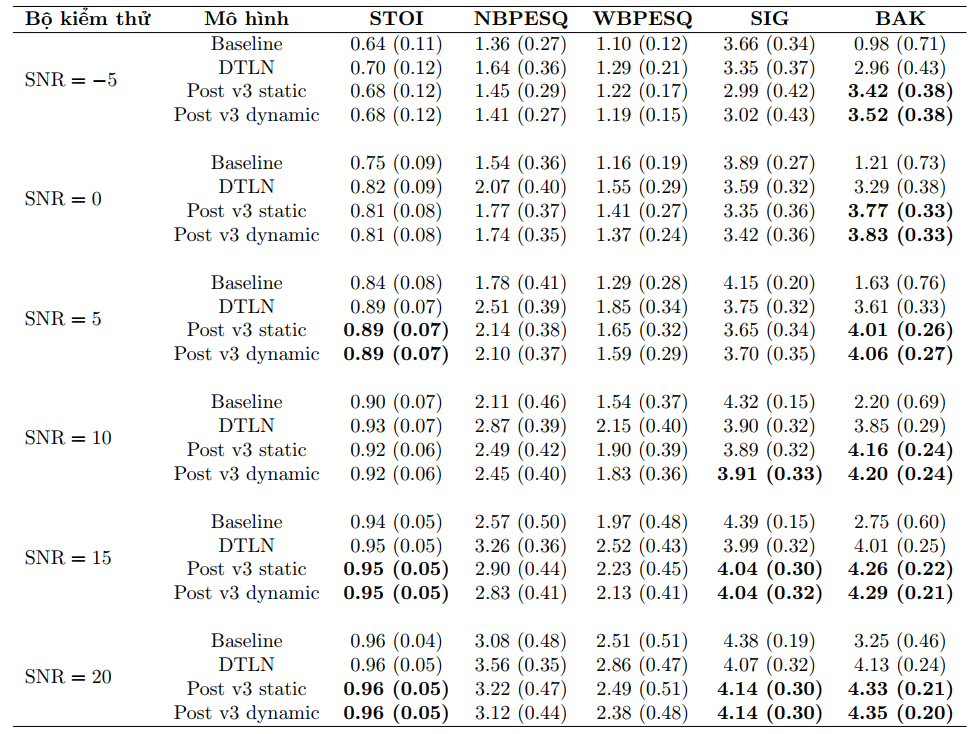 Bộ kiểm thử Mô hình STOI NBPESQ WBPESQ SIG BAK
Baseline 0.64 (0.11) 1.36 (0.27) 1.10 (0.12) 3.66 (0.34) 0.98 (0.71)
DTLN 0.70 (0.12) 1.64 (0.36) 1.29 (0.21) 3.35 (0.37) 2.96 (0.43)
SNR = −5
Post v3 static 0.68 (0.12) 1.45 (0.29) 1.22 (0.17) 2.99 (0.42) 3.42 (0.38)
Post v3 dynamic 0.68 (0.12) 1.41 (0.27) 1.19 (0.15) 3.02 (0.43) 3.52 (0.38)
Baseline 0.75 (0.09) 1.54 (0.36) 1.16 (0.19) 3.89 (0.27) 1.21 (0.73)
DTLN 0.82 (0.09) 2.07 (0.40) 1.55 (0.29) 3.59 (0.32) 3.29 (0.38)
SNR = 0
Post v3 static 0.81 (0.08) 1.77 (0.37) 1.41 (0.27) 3.35 (0.36) 3.77 (0.33)
Post v3 dynamic 0.81 (0.08) 1.74 (0.35) 1.37 (0.24) 3.42 (0.36) 3.83 (0.33)
Baseline 0.84 (0.08) 1.78 (0.41) 1.29 (0.28) 4.15 (0.20) 1.63 (0.76)
DTLN 0.89 (0.07) 2.51 (0.39) 1.85 (0.34) 3.75 (0.32) 3.61 (0.33)
SNR = 5
Post v3 static 0.89 (0.07) 2.14 (0.38) 1.65 (0.32) 3.65 (0.34) 4.01 (0.26)
Post v3 dynamic 0.89 (0.07) 2.10 (0.37) 1.59 (0.29) 3.70 (0.35) 4.06 (0.27)
Baseline 0.90 (0.07) 2.11 (0.46) 1.54 (0.37) 4.32 (0.15) 2.20 (0.69)
DTLN 0.93 (0.07) 2.87 (0.39) 2.15 (0.40) 3.90 (0.32) 3.85 (0.29)
SNR = 10
Post v3 static 0.92 (0.06) 2.49 (0.42) 1.90 (0.39) 3.89 (0.32) 4.16 (0.24)
Post v3 dynamic 0.92 (0.06) 2.45 (0.40) 1.83 (0.36) 3.91 (0.33) 4.20 (0.24)
Baseline 0.94 (0.05) 2.57 (0.50) 1.97 (0.48) 4.39 (0.15) 2.75 (0.60)
DTLN 0.95 (0.05) 3.26 (0.36) 2.52 (0.43) 3.99 (0.32) 4.01 (0.25)
SNR = 15
Post v3 static 0.95 (0.05) 2.90 (0.44) 2.23 (0.45) 4.04 (0.30) 4.26 (0.22)
Post v3 dynamic 0.95 (0.05) 2.83 (0.41) 2.13 (0.41) 4.04 (0.32) 4.29 (0.21)
Baseline 0.96 (0.04) 3.08 (0.48) 2.51 (0.51) 4.38 (0.19) 3.25 (0.46)
DTLN 0.96 (0.05) 3.56 (0.35) 2.86 (0.47) 4.07 (0.32) 4.13 (0.24)
SNR = 20
Post v3 static 0.96 (0.05) 3.22 (0.47) 2.49 (0.51) 4.14 (0.30) 4.33 (0.21)
Post v3 dynamic 0.96 (0.05) 3.12 (0.44) 2.38 (0.48) 4.14 (0.30) 4.35 (0.20)